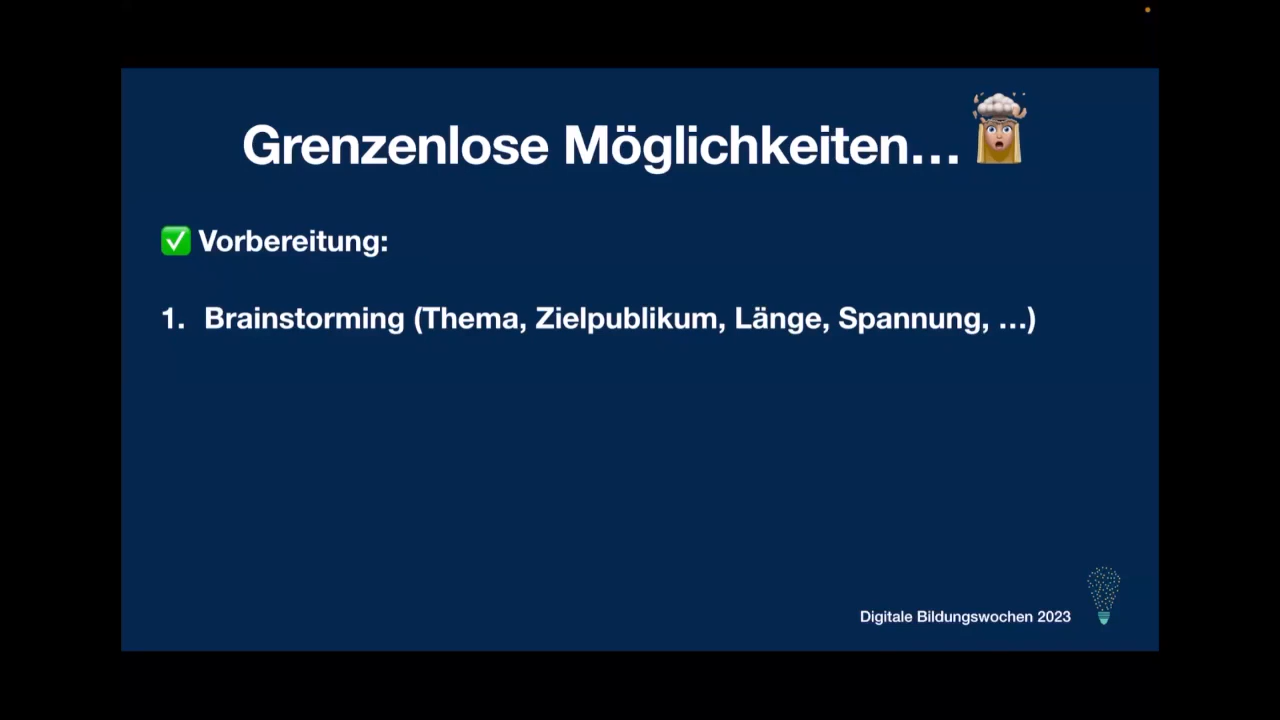 Grenzenlose Möglichkeiten…
Vorbereitung:
1. Brainstorming (Thema, Zielpublikum, Länge, Spannung, …)
Digitale Bildungswochen 2023